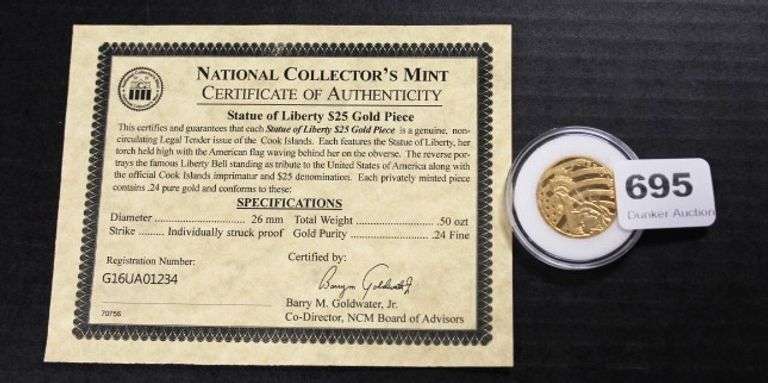 NATIONAL COLLECTOR'S MINT
CERTIFICATE OF AUTHENTICITY
Statue of Liberty $25 Gold Piece
This certifies and guarantees that each Statue of Liberty $25 Gold Piece is a genuine, non-
circulating Legal Tender issue of the Cook Islands. Each features the Statue of Liberty, her
torch held high with the American flag waving behind her on the obverse. The reverse por-
trays the famous Liberty Bell standing as tribute to the United States of America along with
the official Cook Islands imprimatur and $25 denomination. Each privately minted piece
contains .24 pure gold and conforms to these:
SPECIFICATIONS
Diameter ........................ 26 mm
Total Weight ..................... .50 ozt
Strike ........ Individually struck proof
Gold Purity ..................... .24 Fine
Registration Number:
G16UA01234
70756
Certified by:
Barry M. Goldwater, Jr.
Co-Director, NCM Board of Advisors
695
Dunker Auction